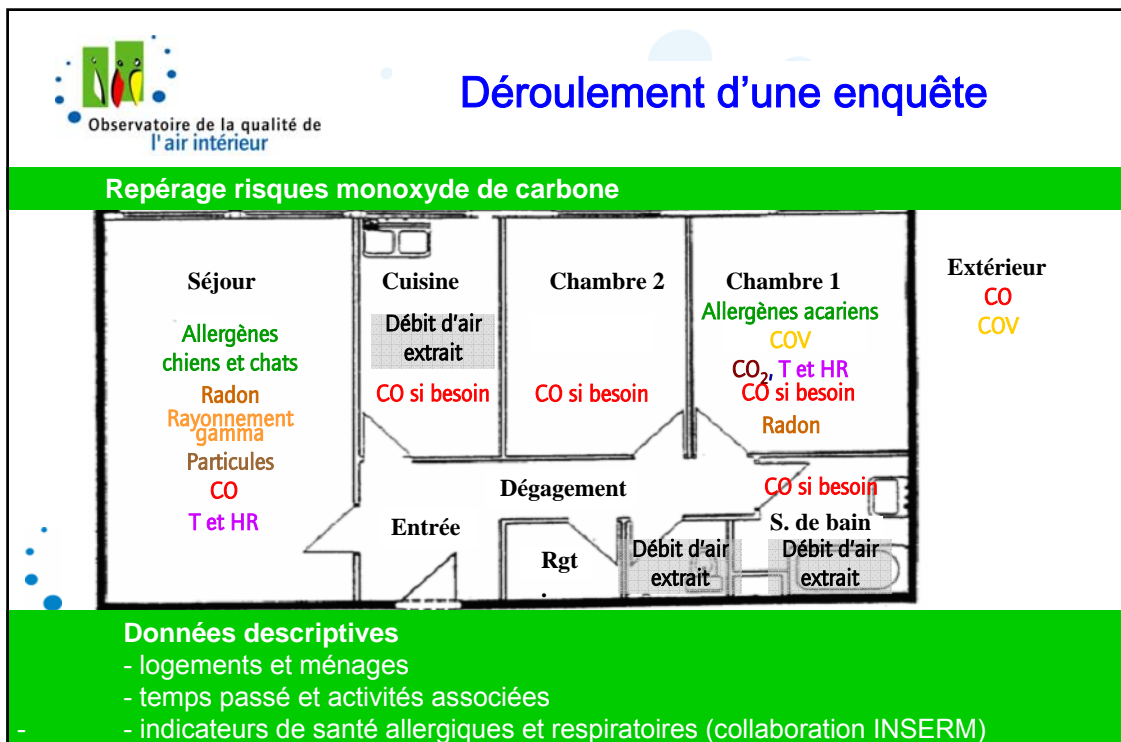 Observatoire de la qualité de
l'air intérieur
Déroulement d'une enquête
Repérage risques monoxyde de carbone
Séjour
Allergènes
chiens et chats
Radon
Rayonnement
gamma
Particules
CO
T et HR
Cuisine
Débit d'air
extrait
CO si besoin
Chambre 2
CO si besoin
Chambre 1
Allergènes acariens
COV
CO₂, T et HR
CO si besoin
Radon
Extérieur
CO
COV
Dégagement
Entrée
Rgt
.
Débit d'air
extrait
CO si besoin
S. de bain
Débit d'air
extrait
Données descriptives
- logements et ménages
- temps passé et activités associées
- - indicateurs de santé allergiques et respiratoires (collaboration INSERM)